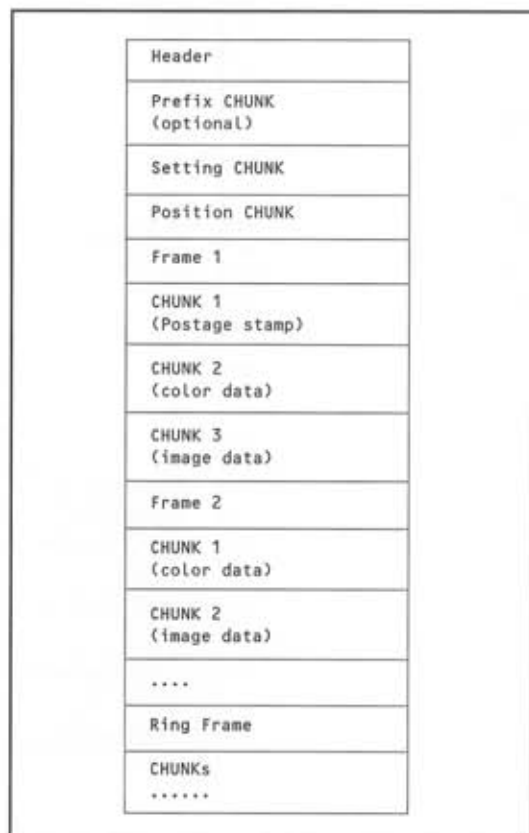 Header
Prefix CHUNK
(optional)
Setting CHUNK
Position CHUNK
Frame 1
CHUNK 1
(Postage stamp)
CHUNK 2
(color data)
CHUNK 3
(image data)
Frame 2
CHUNK 1
(color data)
CHUNK 2
(image data)
....
Ring Frame
CHUNKs
......